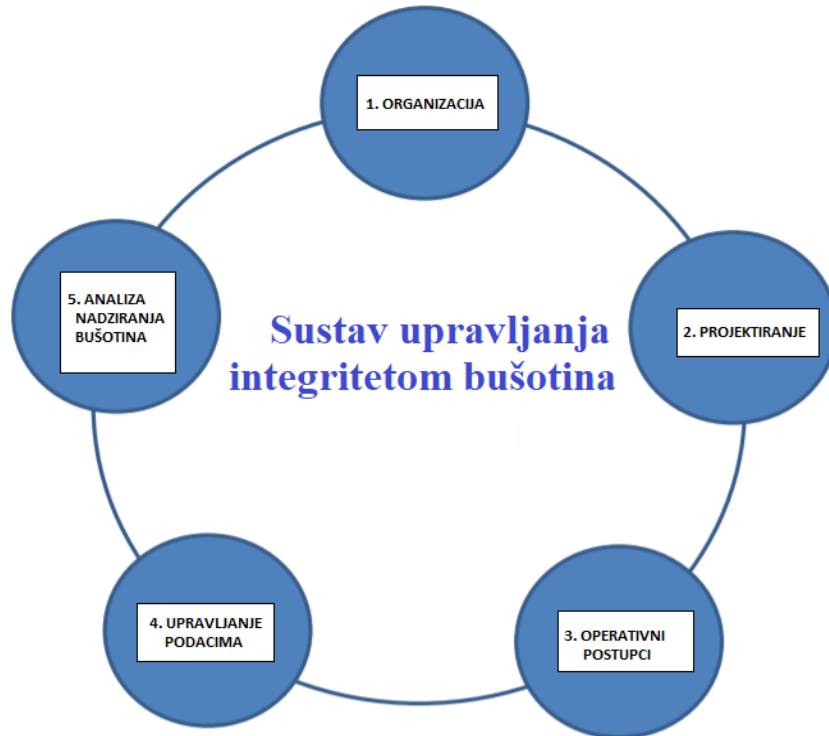 1. ORGANIZACIJA
2. PROJEKTIRANJE
3. OPERATIVNI
POSTUPCI
4. UPRAVLJANJE
PODACIMA
5. ANALIZA
NADZIRANJA
BUŠOTINA
Sustav upravljanja
integritetom bušotina